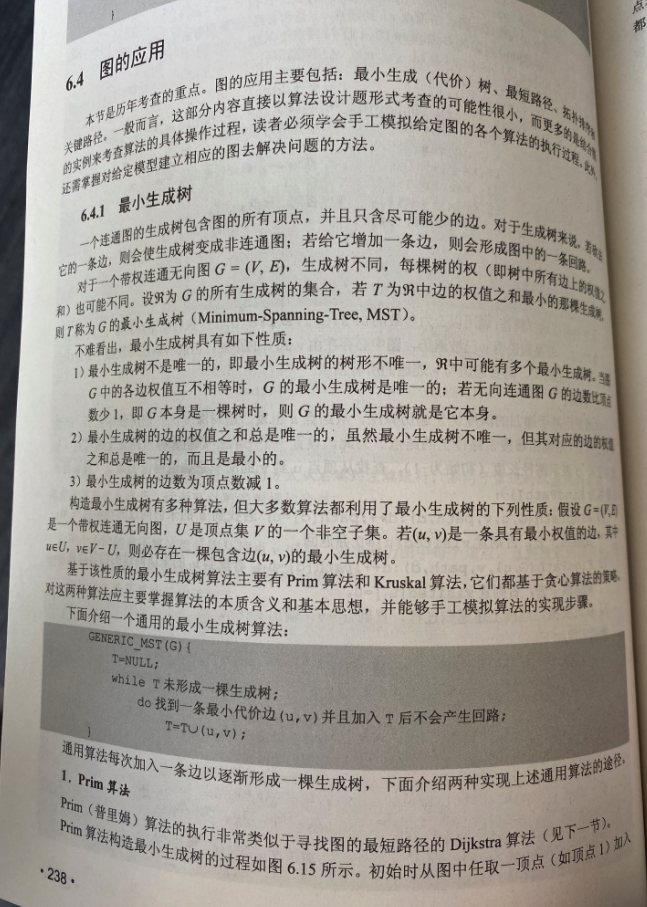 }
点
都
6.4 图的应用
本节是历年考查的重点。图的应用主要包括：最小生成（代价）树、最短路径、拓扑排序和
关键路径。一般而言，这部分内容直接以算法设计题形式考查的可能性很小，而更多的是结合
的实例来考查算法的具体操作过程，读者必须学会手工模拟给定图的各个算法的执行过程。此外，
还需掌握对给定模型建立相应的图去解决问题的方法。
6.4.1 最小生成树
一个连通图的生成树包含图的所有顶点，并且只含尽可能少的边。对于生成树来说，若
它的一条边，则会使生成树变成非连通图；若给它增加一条边，则会形成图中的一条回路。
对于一个带权连通无向图 G = (V, E)，生成树不同，每棵树的权（即树中所有边上的权值之
和）也可能不同。设ℜ为 G 的所有生成树的集合，若 T 为ℜ中边的权值之和最小的那棵生成树，
则 T 称为 G 的最小生成树（Minimum-Spanning-Tree, MST）。
不难看出，最小生成树具有如下性质：
1）最小生成树不是唯一的，即最小生成树的树形不唯一，ℜ中可能有多个最小生成树。当图
G 中的各边权值互不相等时，G 的最小生成树是唯一的；若无向连通图 G 的边数比顶点
数少 1，即 G 本身是一棵树时，则 G 的最小生成树就是它本身。
2）最小生成树的边的权值之和总是唯一的，虽然最小生成树不唯一，但其对应的边的权值
之和总是唯一的，而且是最小的。
3）最小生成树的边数为顶点数减 1。
构造最小生成树有多种算法，但大多数算法都利用了最小生成树的下列性质：假设 G=(V,E)
是一个带权连通无向图，U 是顶点集 V 的一个非空子集。若(u, v)是一条具有最小权值的边，其中
u∈U，v∈V-U，则必存在一棵包含边(u, v)的最小生成树。
基于该性质的最小生成树算法主要有 Prim 算法和 Kruskal 算法，它们都基于贪心算法的策略。
对这两种算法应主要掌握算法的本质含义和基本思想，并能够手工模拟算法的实现步骤。
下面介绍一个通用的最小生成树算法：
GENERIC_MST(G){
T=NULL;
while T 未形成一棵生成树;
do 找到一条最小代价边(u,v)并且加入 T 后不会产生回路;
T=T∪(u,v);
}
通用算法每次加入一条边以逐渐形成一棵生成树，下面介绍两种实现上述通用算法的途径。
1. Prim 算法
Prim（普里姆）算法的执行非常类似于寻找图的最短路径的 Dijkstra 算法（见下一节）。
Prim 算法构造最小生成树的过程如图 6.15 所示。初始时从图中任取一顶点（如顶点 1）加入
·238·